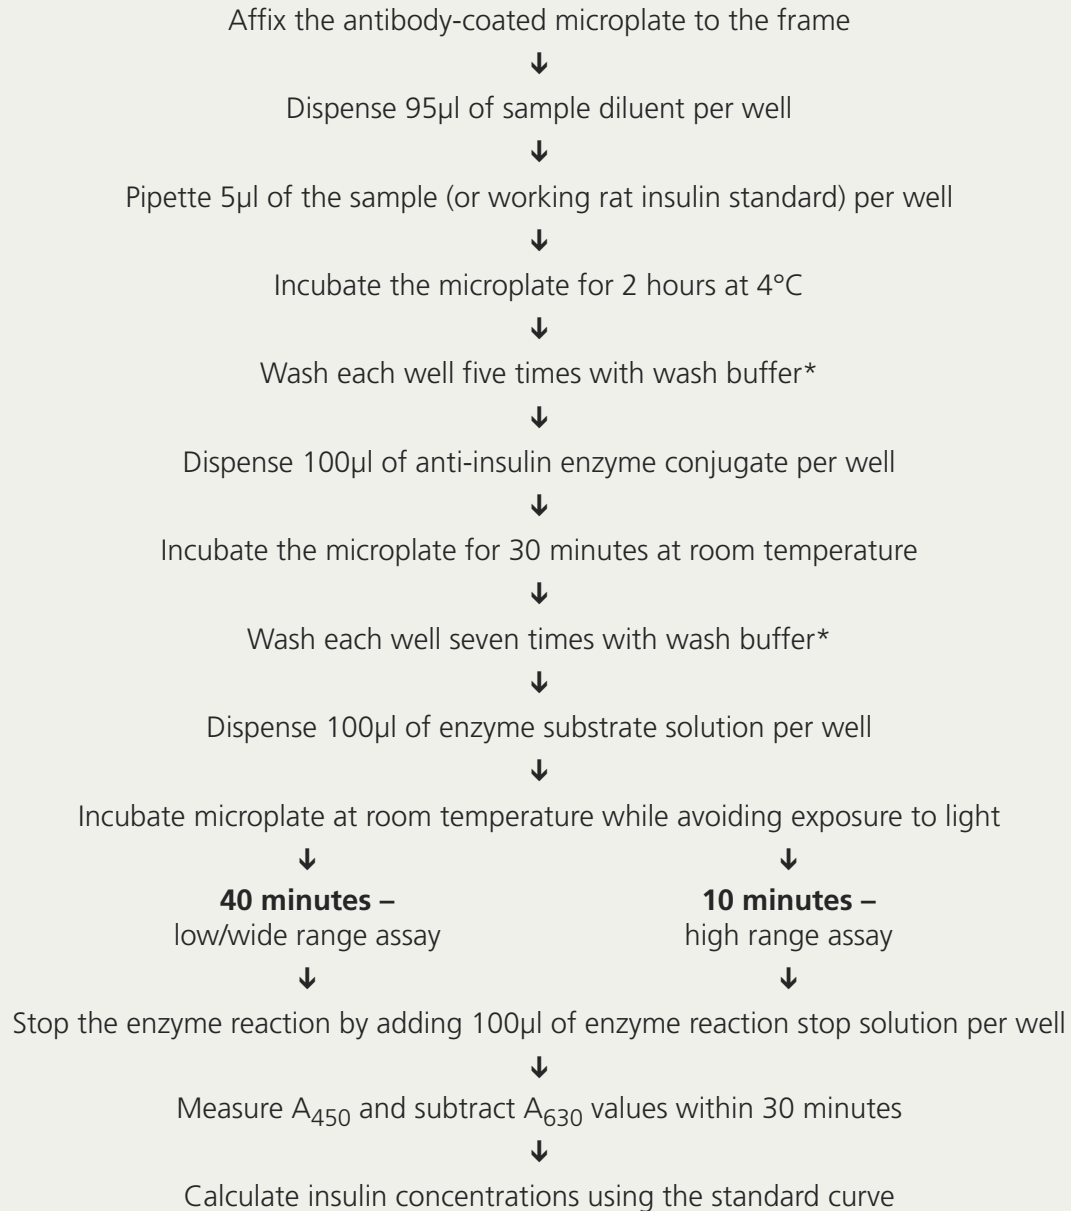 Affix the antibody-coated microplate to the frame
Dispense 95µl of sample diluent per well
Pipette 5µl of the sample (or working rat insulin standard) per well
Incubate the microplate for 2 hours at 4°C
Wash each well five times with wash buffer*
Dispense 100µl of anti-insulin enzyme conjugate per well
Incubate the microplate for 30 minutes at room temperature
Wash each well seven times with wash buffer*
Dispense 100µl of enzyme substrate solution per well
Incubate microplate at room temperature while avoiding exposure to light
40 minutes –
low/wide range assay
10 minutes –
high range assay
Stop the enzyme reaction by adding 100µl of enzyme reaction stop solution per well
Measure A450 and subtract A630 values within 30 minutes
Calculate insulin concentrations using the standard curve